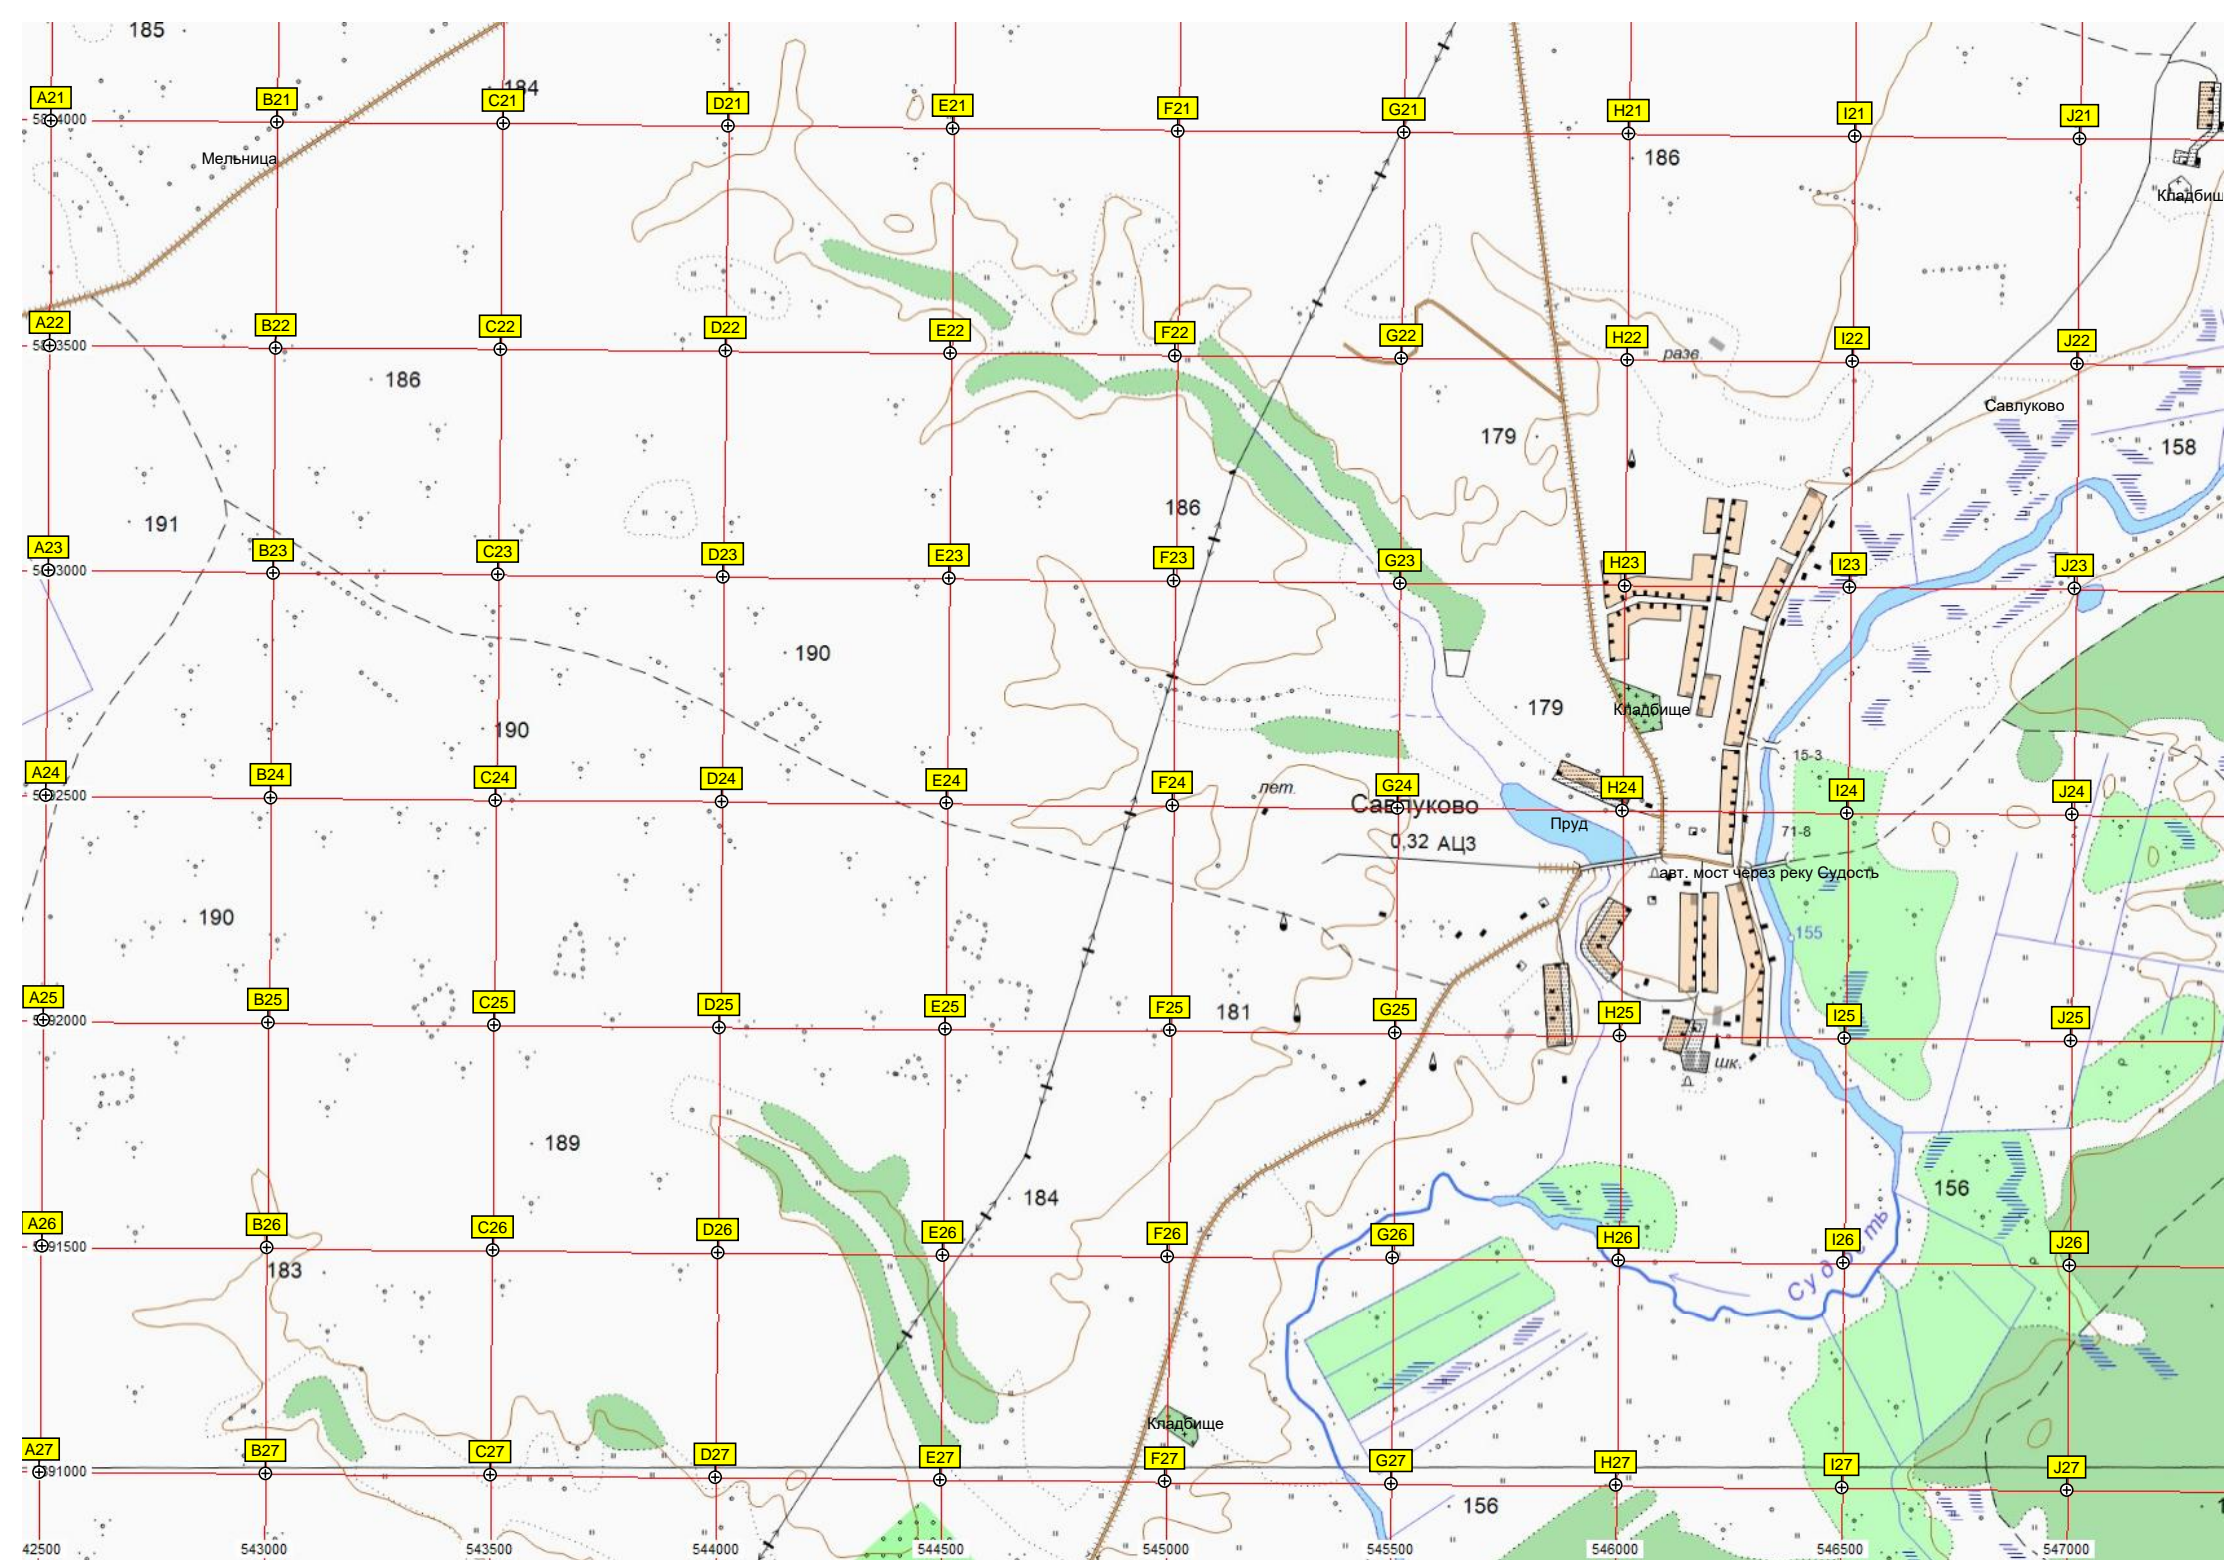 185
184
A21 B21 C21 D21 E21 F21 G21 H21 I21 J21
Мельница
186
Кладбищ
A22 B22 C22 D22 E22 F22 G22 H22 I22 J22
разв.
186
Савлуково
179
158
186
191
A23 B23 C23 D23 E23 F23 G23 H23 I23 J23
5893000
190
179
Кладбище
190
15-3
A24 B24 C24 D24 E24 F24 G24 H24 I24 J24
лет.
Савлуково
Пруд
71-8
0,32 АЦЗ
авт. мост через реку Судость
190
155
A25 B25 C25 D25 E25 F25 G25 H25 I25 J25
181
шк.
189
184
156
A26 B26 C26 D26 E26 F26 G26 H26 I26 J26
Судость
183
Кладбище
A27 B27 C27 D27 E27 F27 G27 H27 I27 J27
156
1
42500 543000 543500 544000 544500 545000 545500 546000 546500 547000